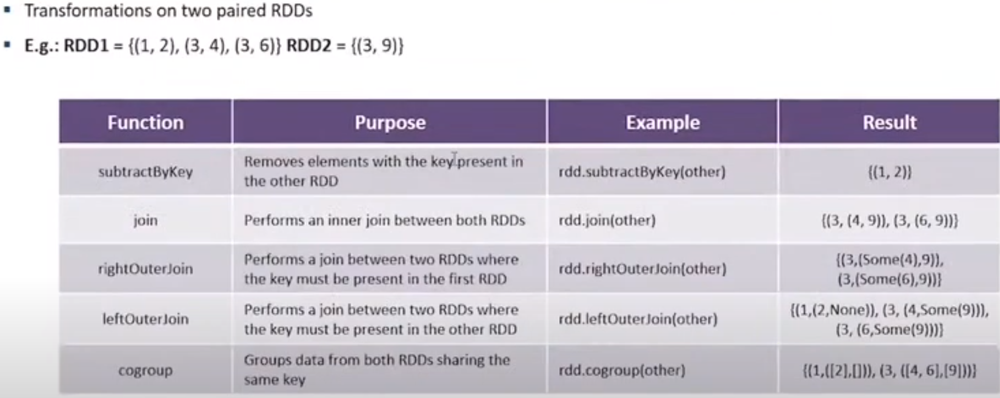 ▪ Transformations on two paired RDDs
▪ E.g.: RDD1 = {(1, 2), (3, 4), (3, 6)} RDD2 = {(3, 9)}
Function Purpose Example Result
subtractByKey Removes elements with the key present in
the other RDD rdd.subtractByKey(other) {(1, 2)}
join Performs an inner join between both RDDs rdd.join(other) {(3, (4, 9)), (3, (6, 9))}
rightOuterJoin Performs a join between two RDDs where
the key must be present in the first RDD rdd.rightOuterJoin(other) {(3,(Some(4),9)),
(3,(Some(6),9))}
leftOuterJoin Performs a join between two RDDs where
the key must be present in the other RDD rdd.leftOuterJoin(other) {(1,(2,None)), (3, (4,Some(9))),
(3, (6,Some(9)))}
cogroup Groups data from both RDDs sharing the
same key rdd.cogroup(other) {(1,([2],[])), (3, ([4, 6],[9]))}